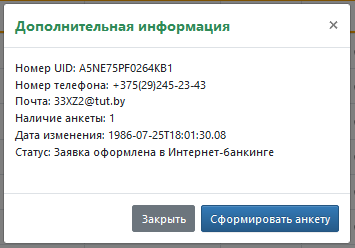 Дополнительная информация
×
Номер UID: A5NE75PF0264KB1
Номер телефона: +375(29)245-23-43
Почта: 33XZ2@tut.by
Наличие анкеты: 1
Дата изменения: 1986-07-25T18:01:30.08
Статус: Заявка оформлена в Интернет-банкинге
Закрыть
Сформировать анкету